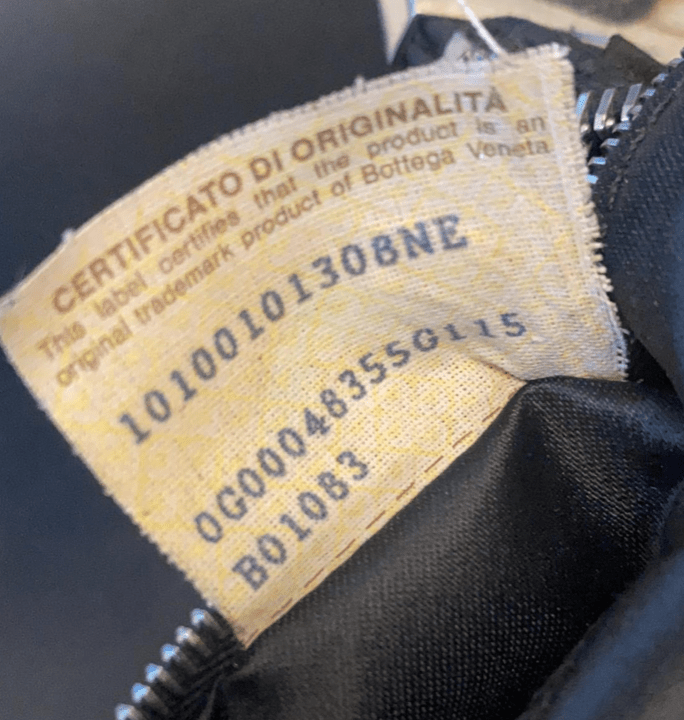 CERTIFICATO DI ORIGINALITÀ
This label certifies that the product is an
original trademark product of Bottega Veneta
10100101308NE
0G00048355G115
B01083